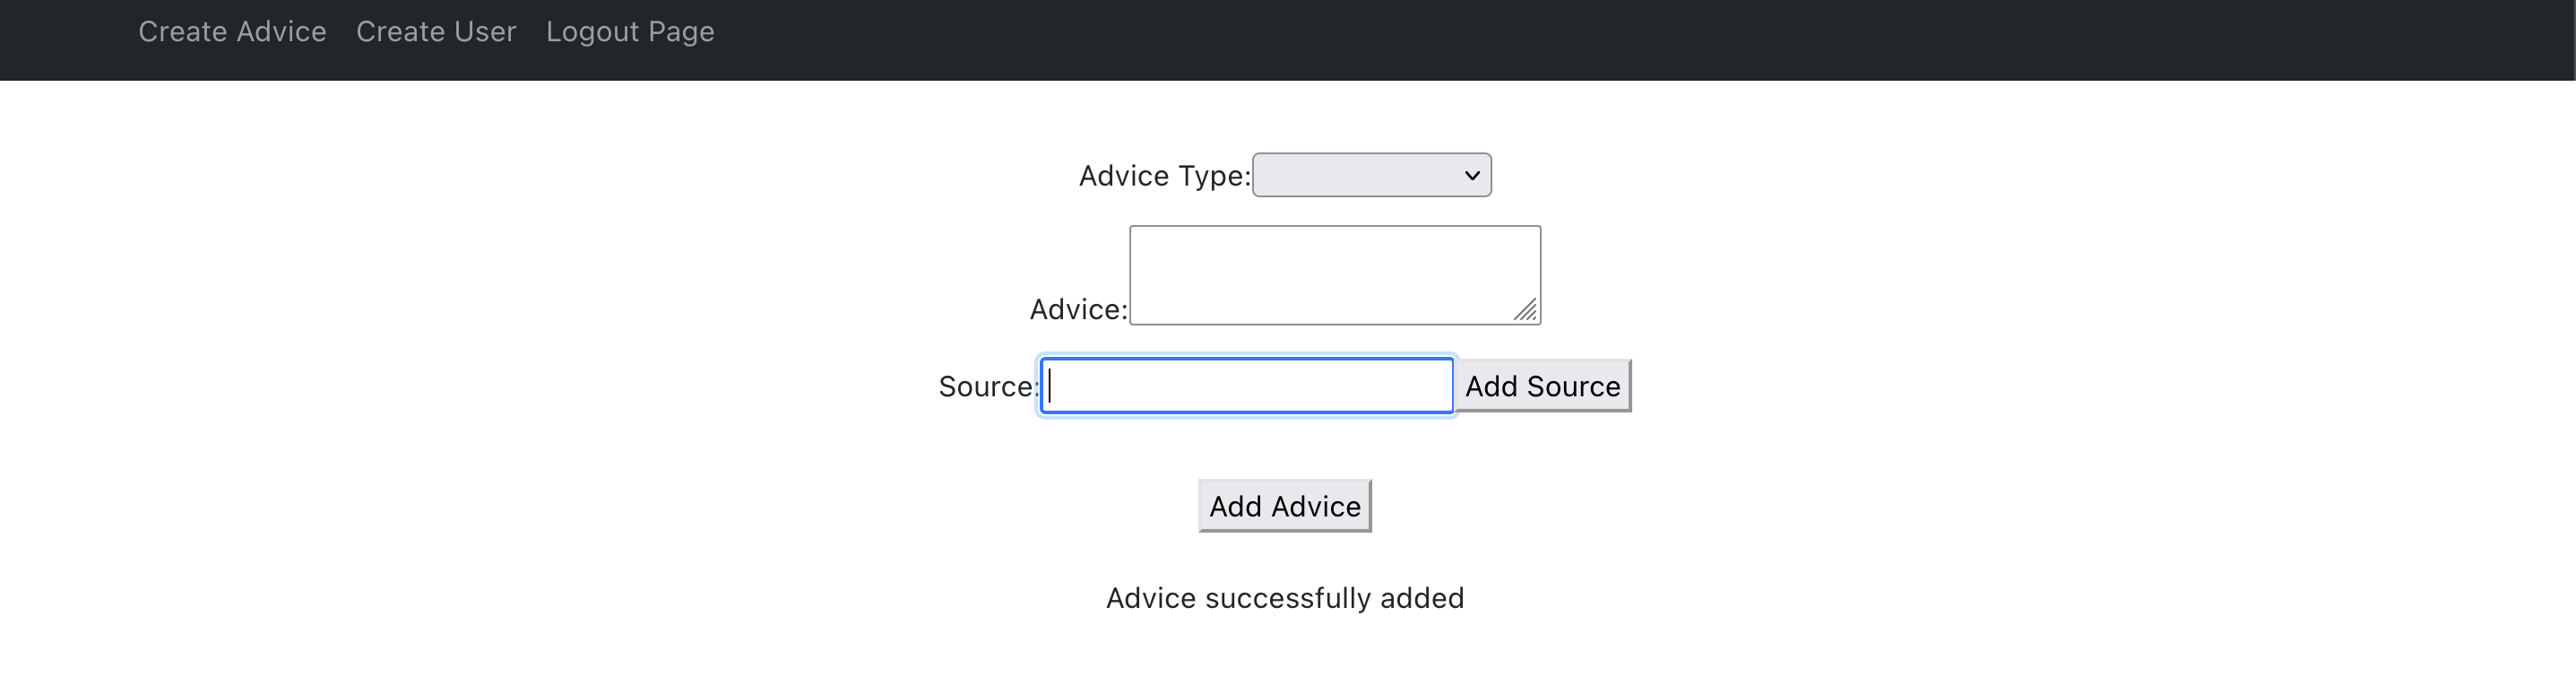 Create Advice Create User Logout Page
Advice Type:
Advice:
Source: Add Source
Add Advice
Advice successfully added